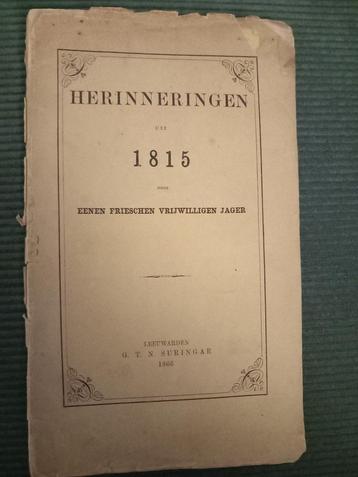 HERINNERINGEN
UIT
1815
DOOR
EENEN FRIESCHEN VRIJWILLIGEN JAGER
LEEUWARDEN
G. T. N. SURINGAR
1866